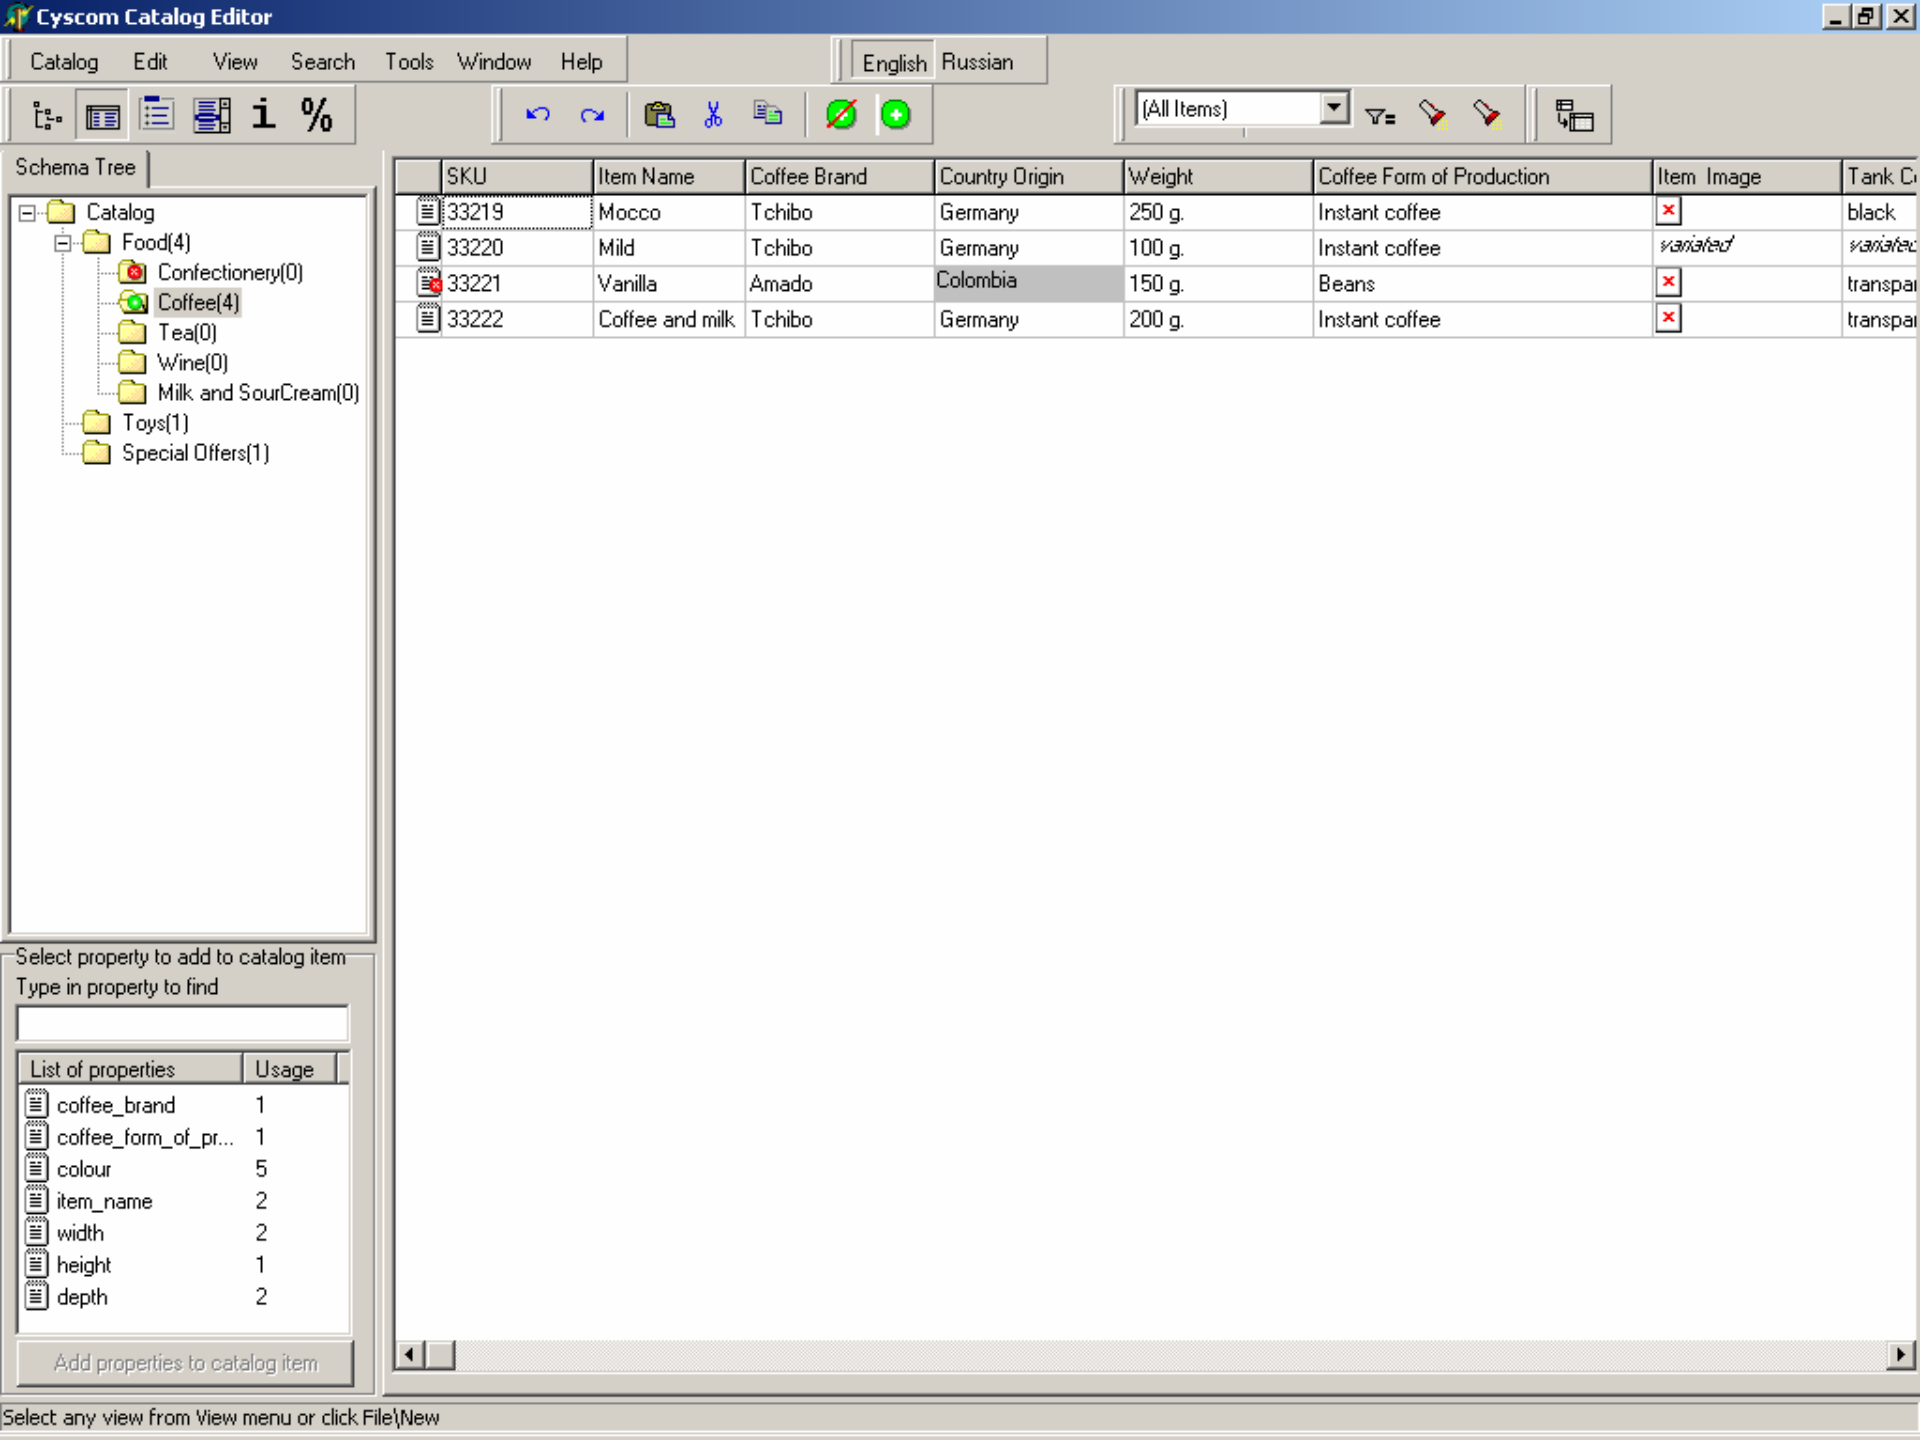 Cyscom Catalog Editor
Catalog Edit View Search Tools Window Help
English Russian
(All Items)
Schema Tree
Catalog
Food(4)
Confectionery(0)
Coffee(4)
Tea(0)
Wine(0)
Milk and SourCream(0)
Toys(1)
Special Offers(1)
SKU Item Name Coffee Brand Country Origin Weight Coffee Form of Production Item Image Tank C
33219 Mocco Tchibo Germany 250 g. Instant coffee black
33220 Mild Tchibo Germany 100 g. Instant coffee variated variated
33221 Vanilla Amado Colombia 150 g. Beans transpar
33222 Coffee and milk Tchibo Germany 200 g. Instant coffee transpar
Select property to add to catalog item
Type in property to find
List of properties Usage
coffee_brand 1
coffee_form_of_pr... 1
colour 5
item_name 2
width 2
height 1
depth 2
Add properties to catalog item
Select any view from View menu or click File\New